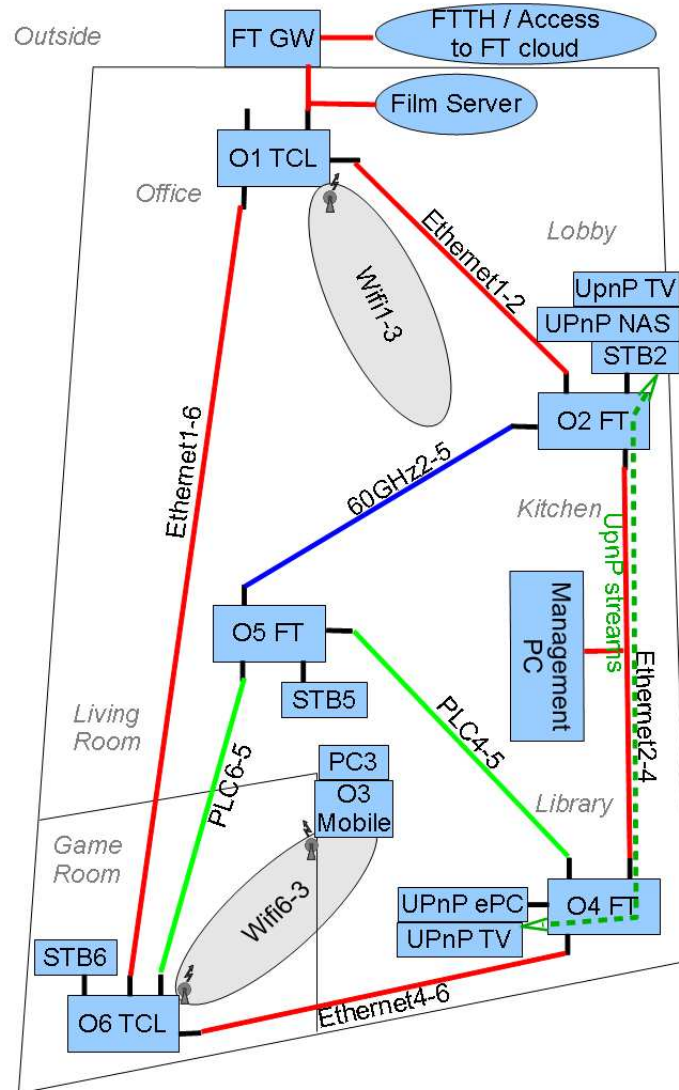 Outside
FT GW
FTTH / Access
to FT cloud
Film Server
O1 TCL
Office
Ethernet1-2
Lobby
Wifi1-3
UpnP TV
UPnP NAS
STB2
O2 FT
Ethernet1-6
60GHz2-5
Kitchen
UpnP streams
Management
PC
O5 FT
STB5
Ethernet2-4
PLC4-5
Living
Room
PLC6-5
PC3
O3
Mobile
Library
Game
Room
Wifi6-3
UPnP ePC
UPnP TV
O4 FT
STB6
O6 TCL
Ethernet4-6